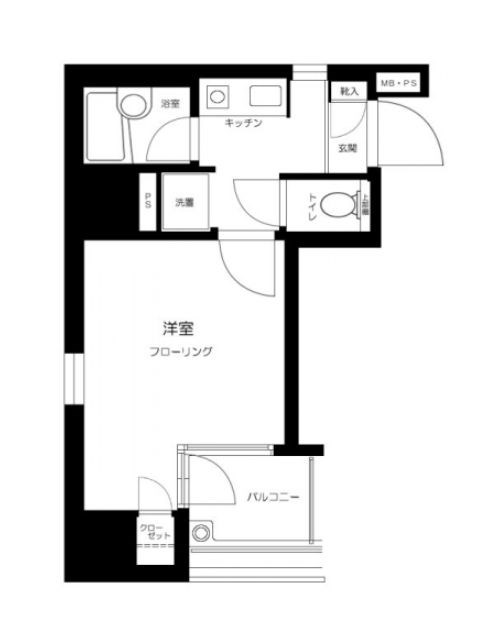 MB・PS
靴入
浴室
キッチン
玄関
PS
洗置
トイレ
上部棚
洋室
フローリング
バルコニー
クロー
ゼット